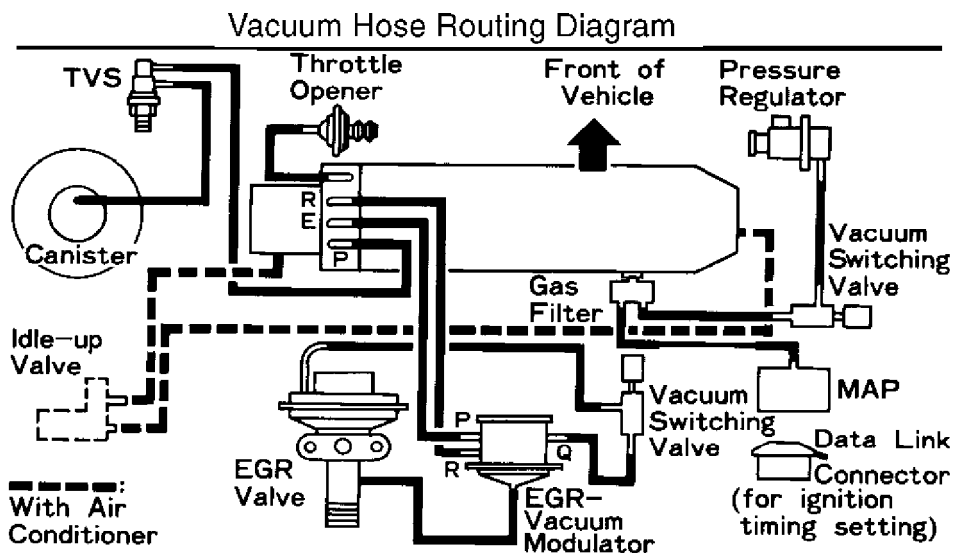 Vacuum Hose Routing Diagram
TVS
Throttle
Opener
Front of
Vehicle
Pressure
Regulator
Canister
R
E
P
Gas
Filter
Vacuum
Switching
Valve
Idle-up
Valve
MAP
Vacuum
Switching
Valve
P
Q
R
EGR
Valve
EGR-
Vacuum
Modulator
Data Link
Connector
(for ignition
timing setting)
:
With Air
Conditioner